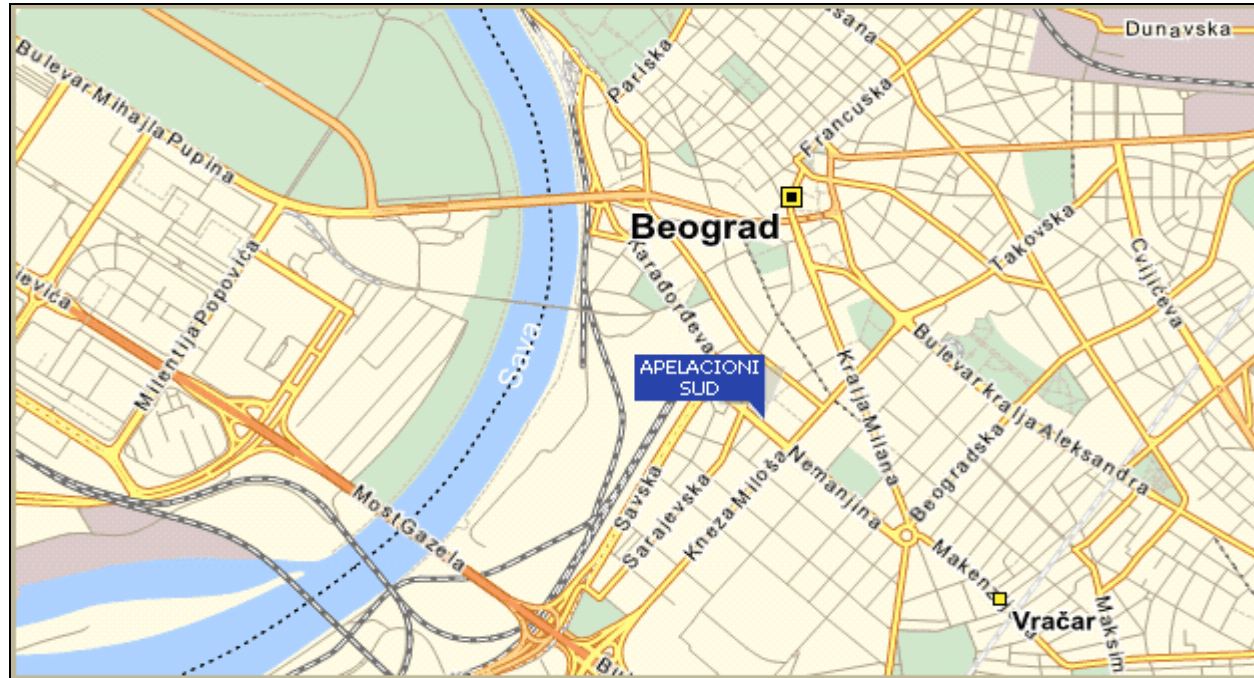 Dunavska
Pariska
Francuska
Bulevar Mihajla Pupina
Beograd
Takovska
Cvijićeva
Karađorđeva
Milentija Popovića
Sava
APELACIONI
SUD
Kralja Milana
Bulevar kralja Aleksandra
Beogradska
Nemanjina
Savska
Sarajevska
Kneza Miloša
Most Gazela
Vračar